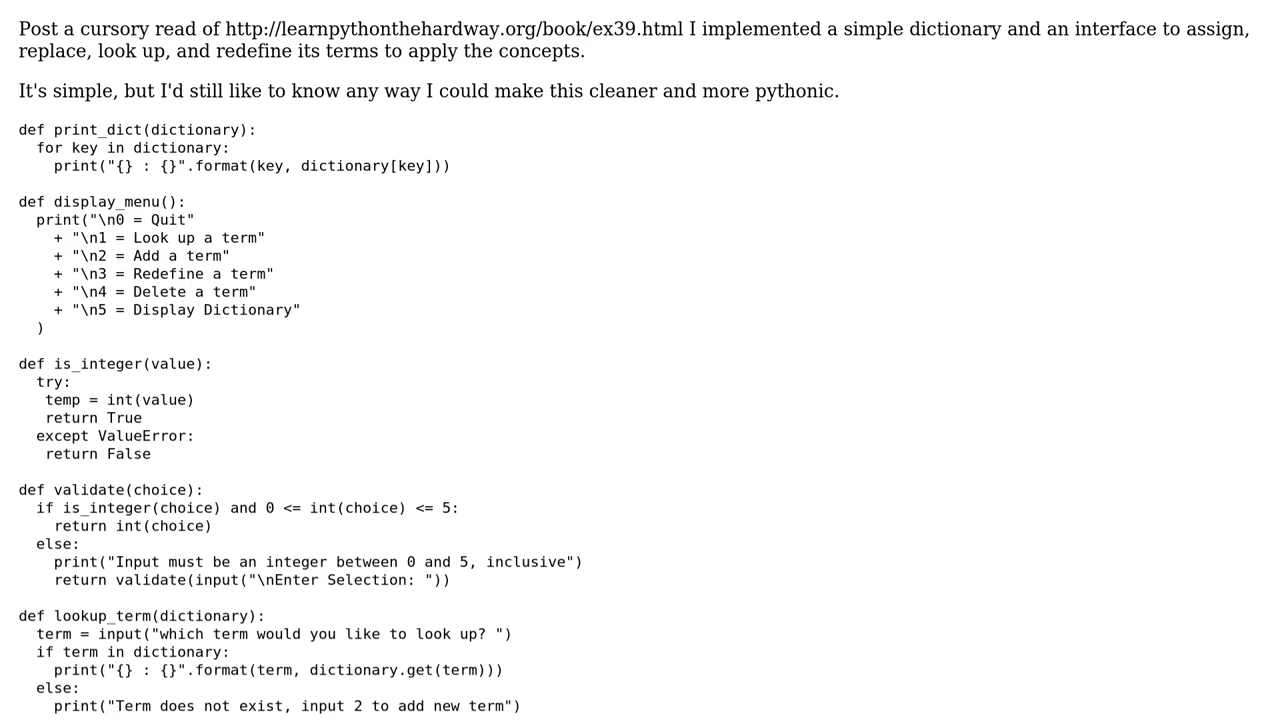 Post a cursory read of http://learnpythonthehardway.org/book/ex39.html I implemented a simple dictionary and an interface to assign,
replace, look up, and redefine its terms to apply the concepts.

It's simple, but I'd still like to know any way I could make this cleaner and more pythonic.

def print_dict(dictionary):
  for key in dictionary:
    print("{} : {}".format(key, dictionary[key]))

def display_menu():
  print("\n0 = Quit"
    + "\n1 = Look up a term"
    + "\n2 = Add a term"
    + "\n3 = Redefine a term"
    + "\n4 = Delete a term"
    + "\n5 = Display Dictionary"
  )

def is_integer(value):
  try:
   temp = int(value)
   return True
  except ValueError:
   return False

def validate(choice):
  if is_integer(choice) and 0 <= int(choice) <= 5:
    return int(choice)
  else:
    print("Input must be an integer between 0 and 5, inclusive")
    return validate(input("\nEnter Selection: "))

def lookup_term(dictionary):
  term = input("which term would you like to look up? ")
  if term in dictionary:
    print("{} : {}".format(term, dictionary.get(term)))
  else:
    print("Term does not exist, input 2 to add new term")